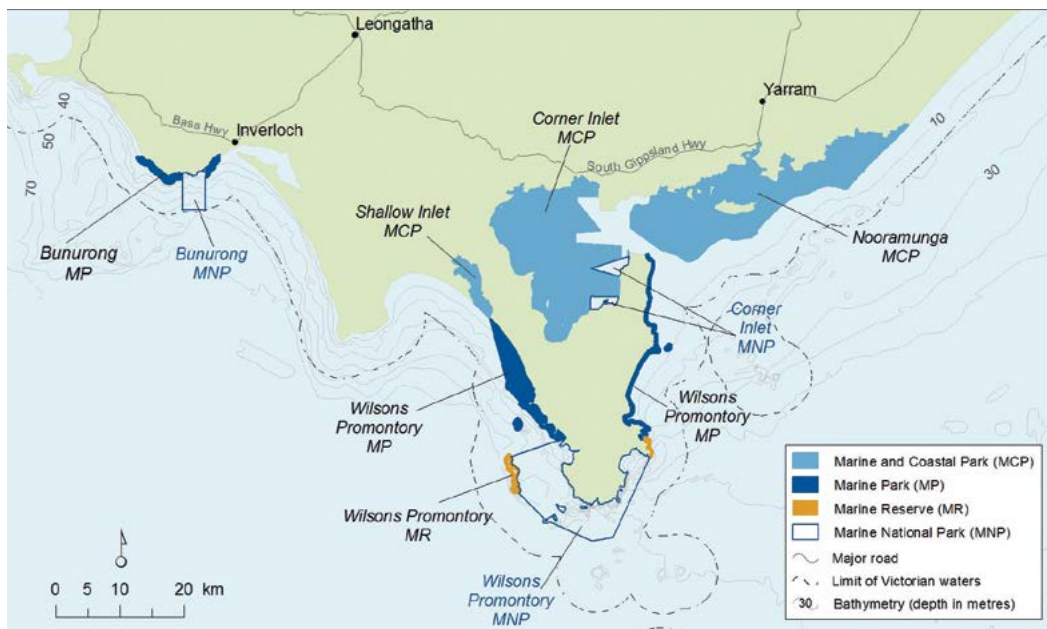 Leongatha
Yarram
Corner Inlet
MCP
40
50
70
Bass Hwy
Inverloch
South Gippsland Hwy
10
30
Shallow Inlet
MCP
Bunurong
MP
Bunurong
MNP
Nooramunga
MCP
Corner
Inlet
MNP
Wilsons
Promontory
MP
Wilsons
Promontory
MP
Wilsons Promontory
MR
Wilsons
Promontory
MNP
0 5 10 20 km
Marine and Coastal Park (MCP)
Marine Park (MP)
Marine Reserve (MR)
Marine National Park (MNP)
Major road
Limit of Victorian waters
30 Bathymetry (depth in metres)